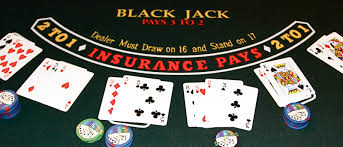 BLACK JACK
PAYS 3 TO 2
Dealer Must Draw on 16 and Stand on 17
2 TO 1 INSURANCE PAYS 2 TO 1